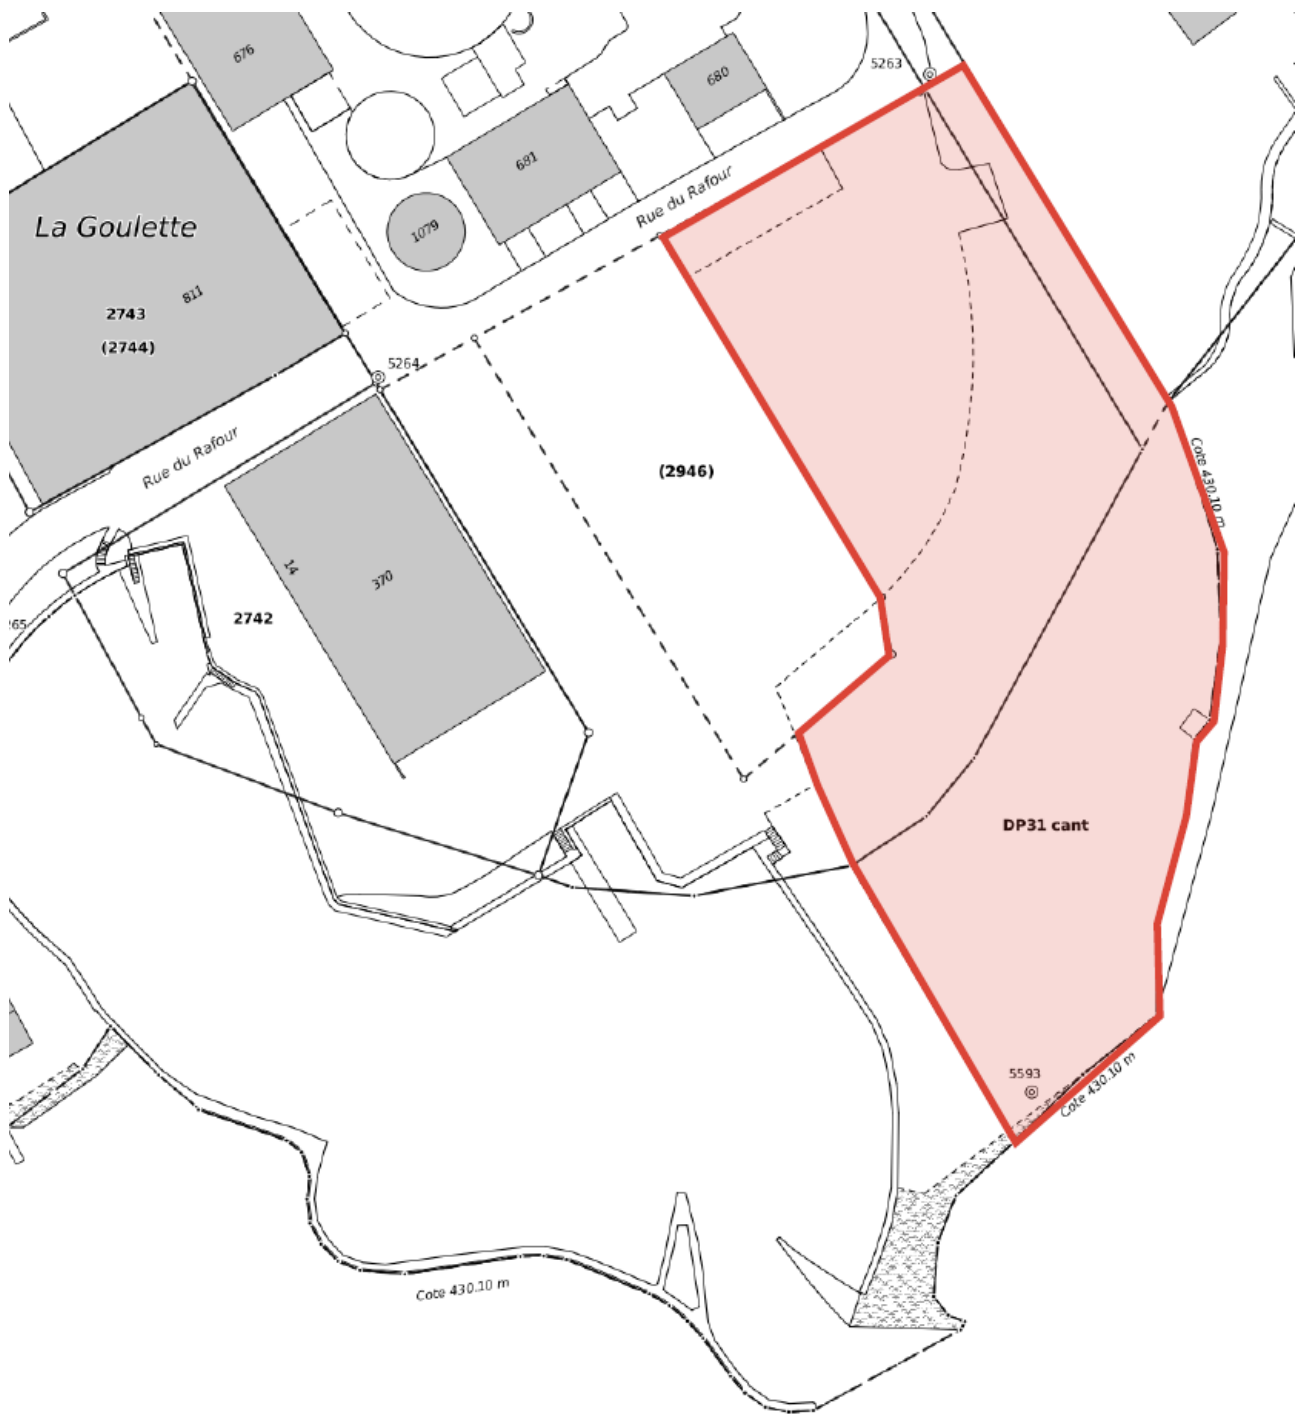 676
680
5263
681
Rue du Rafour
La Goulette
1079
811
2743
(2744)
5264
Rue du Rafour
(2946)
Cote 430.10 m
14
370
2742
265
DP31 cant
5593
Cote 430.10 m
Cote 430.10 m